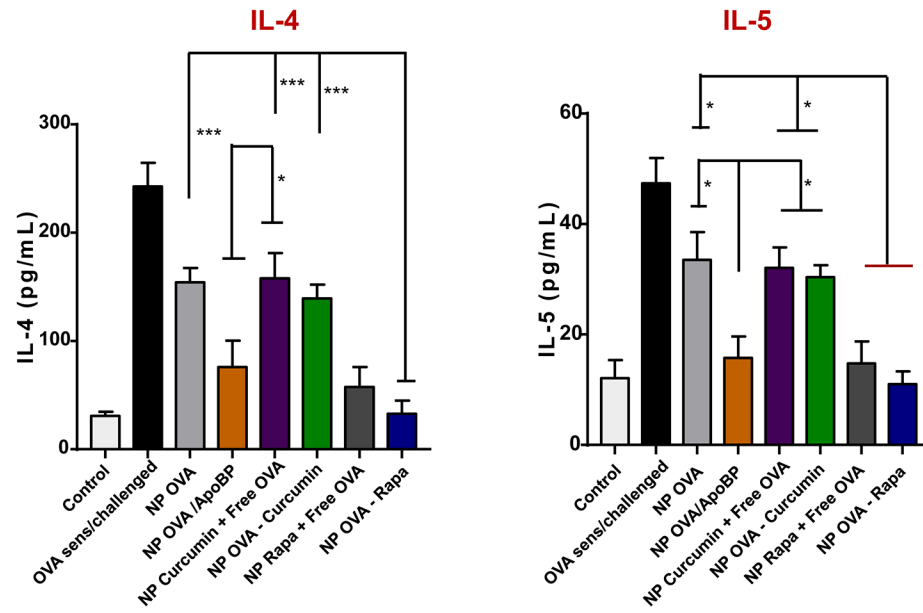 IL-4
***
***
***
*
300
200
100
0
IL-4 (pg/mL)
Control
OVA sens/challenged
NP OVA
NP OVA /ApoBP
NP Curcumin + Free OVA
NP OVA - Curcumin
NP Rapa + Free OVA
NP OVA - Rapa
IL-5
*
*
*
*
60
40
20
0
IL-5 (pg/mL)
Control
OVA sens/challenged
NP OVA
NP OVA/ApoBP
NP Curcumin + Free OVA
NP OVA - Curcumin
NP Rapa + Free OVA
NP OVA - Rapa